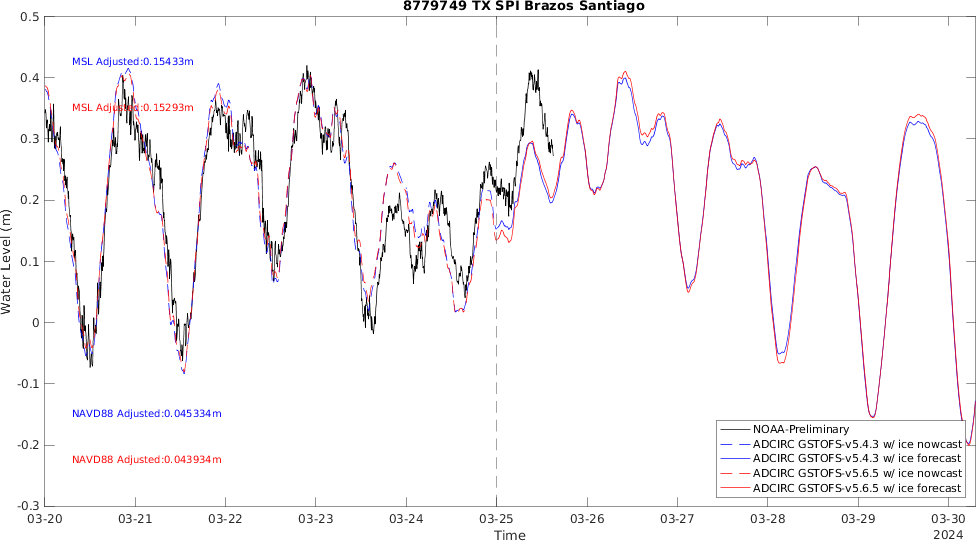 8779749 TX SPI Brazos Santiago
0.5
0.4
0.3
0.2
0.1
0
-0.1
-0.2
-0.3
Water Level (m)
MSL Adjusted:0.15433m
MSL Adjusted:0.15293m
NAVD88 Adjusted:0.045334m
NAVD88 Adjusted:0.043934m
NOAA-Preliminary
ADCIRC GSTOFS-v5.4.3 w/ ice nowcast
ADCIRC GSTOFS-v5.4.3 w/ ice forecast
ADCIRC GSTOFS-v5.6.5 w/ ice nowcast
ADCIRC GSTOFS-v5.6.5 w/ ice forecast
03-20 03-21 03-22 03-23 03-24 03-25 03-26 03-27 03-28 03-29 03-30
2024
Time